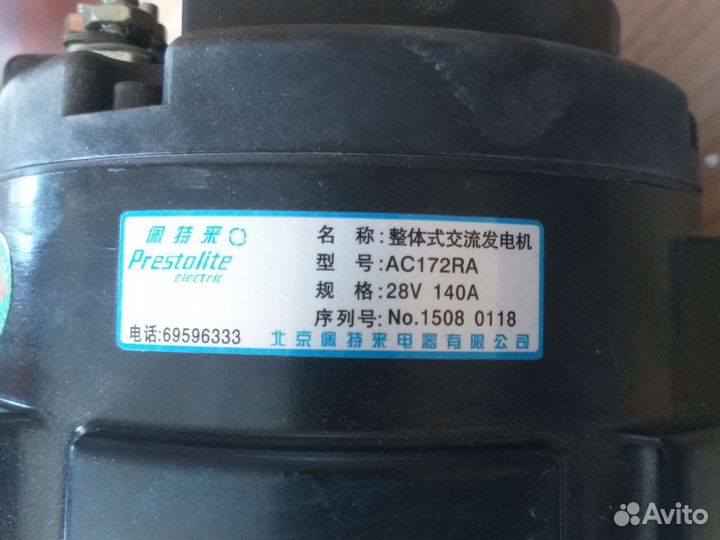 佩特来
Prestolite
electric
名 称:整体式交流发电机
型 号:AC172RA
规 格:28V 140A
序列号:No.1508 0118
电话:69596333
北京佩特来电器有限公司
Avito